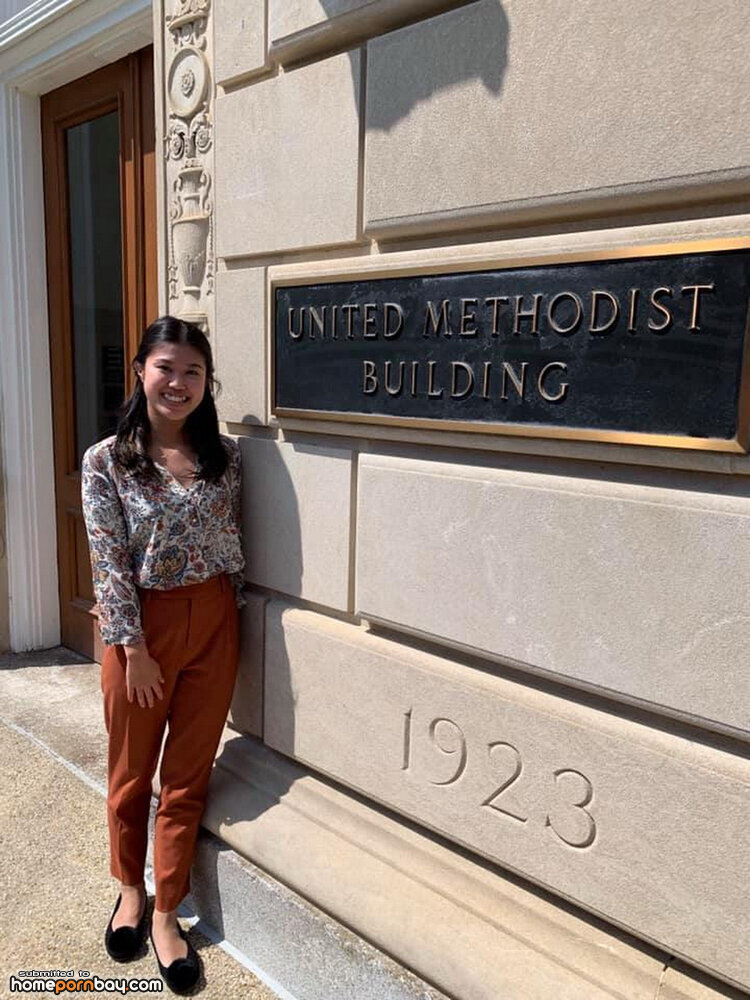 UNITED METHODIST
BUILDING
1923
submitted to
homepornbay.com